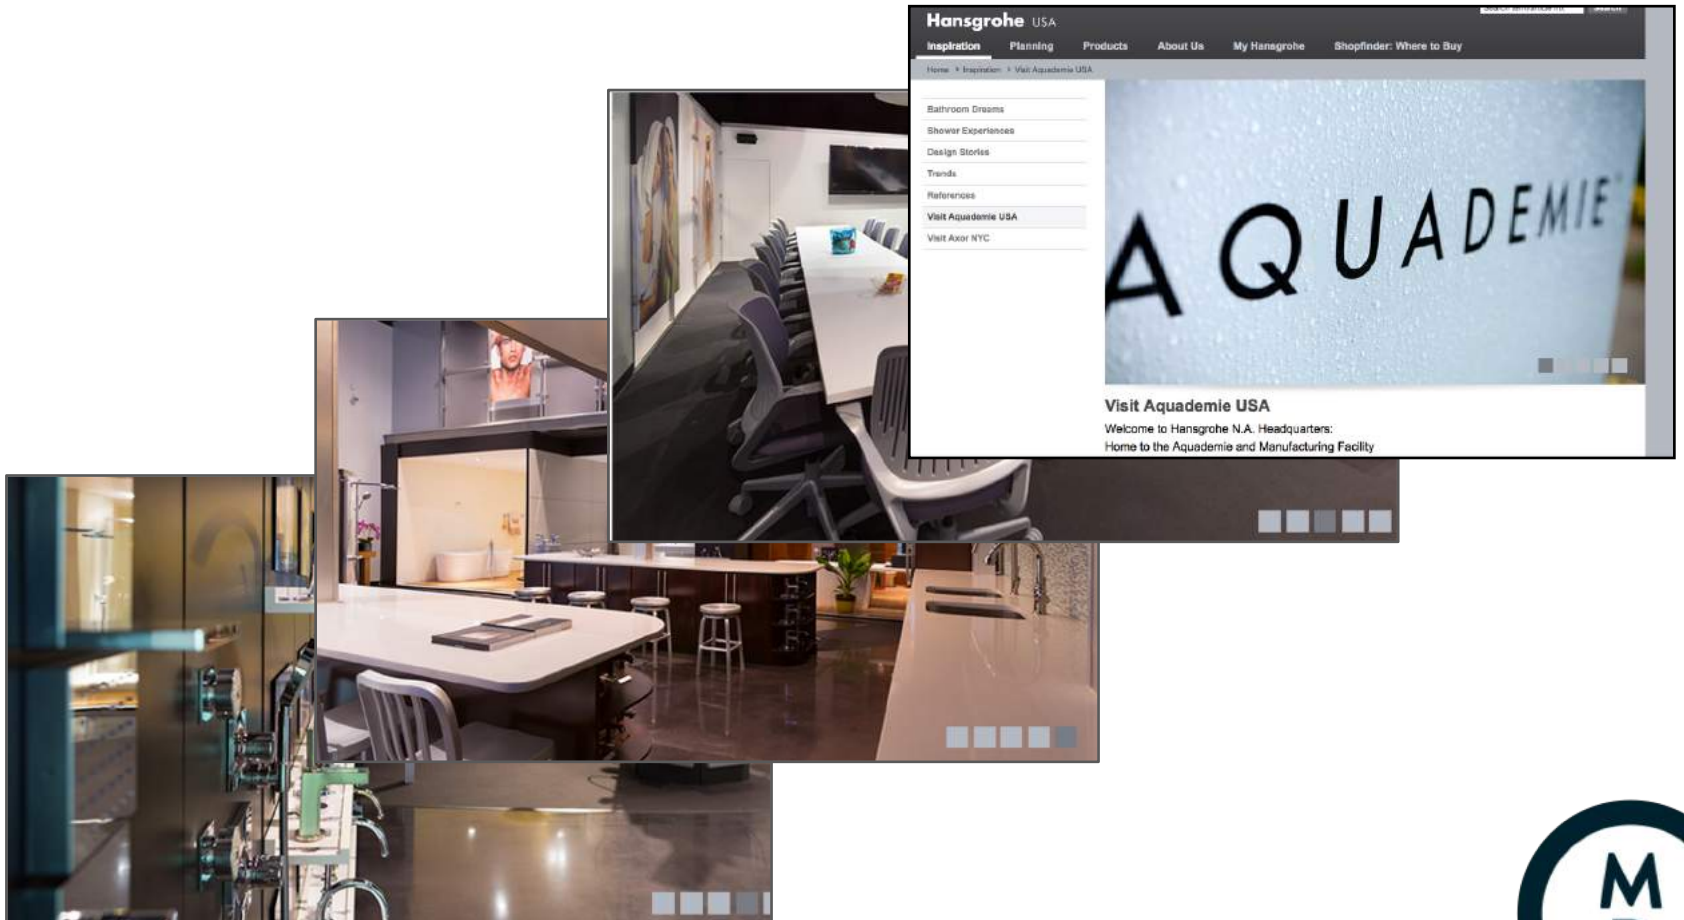 Hansgrohe USA
Inspiration Planning Products About Us My Hansgrohe Shopfinder: Where to Buy
Home > Inspiration > Visit Aquademie USA
Bathroom Dreams
Shower Experiences
Design Stories
Trends
References
Visit Aquademie USA
Visit Axor NYC
AQUADEMIE
Visit Aquademie USA
Welcome to Hansgrohe N.A. Headquarters:
Home to the Aquademie and Manufacturing Facility
M